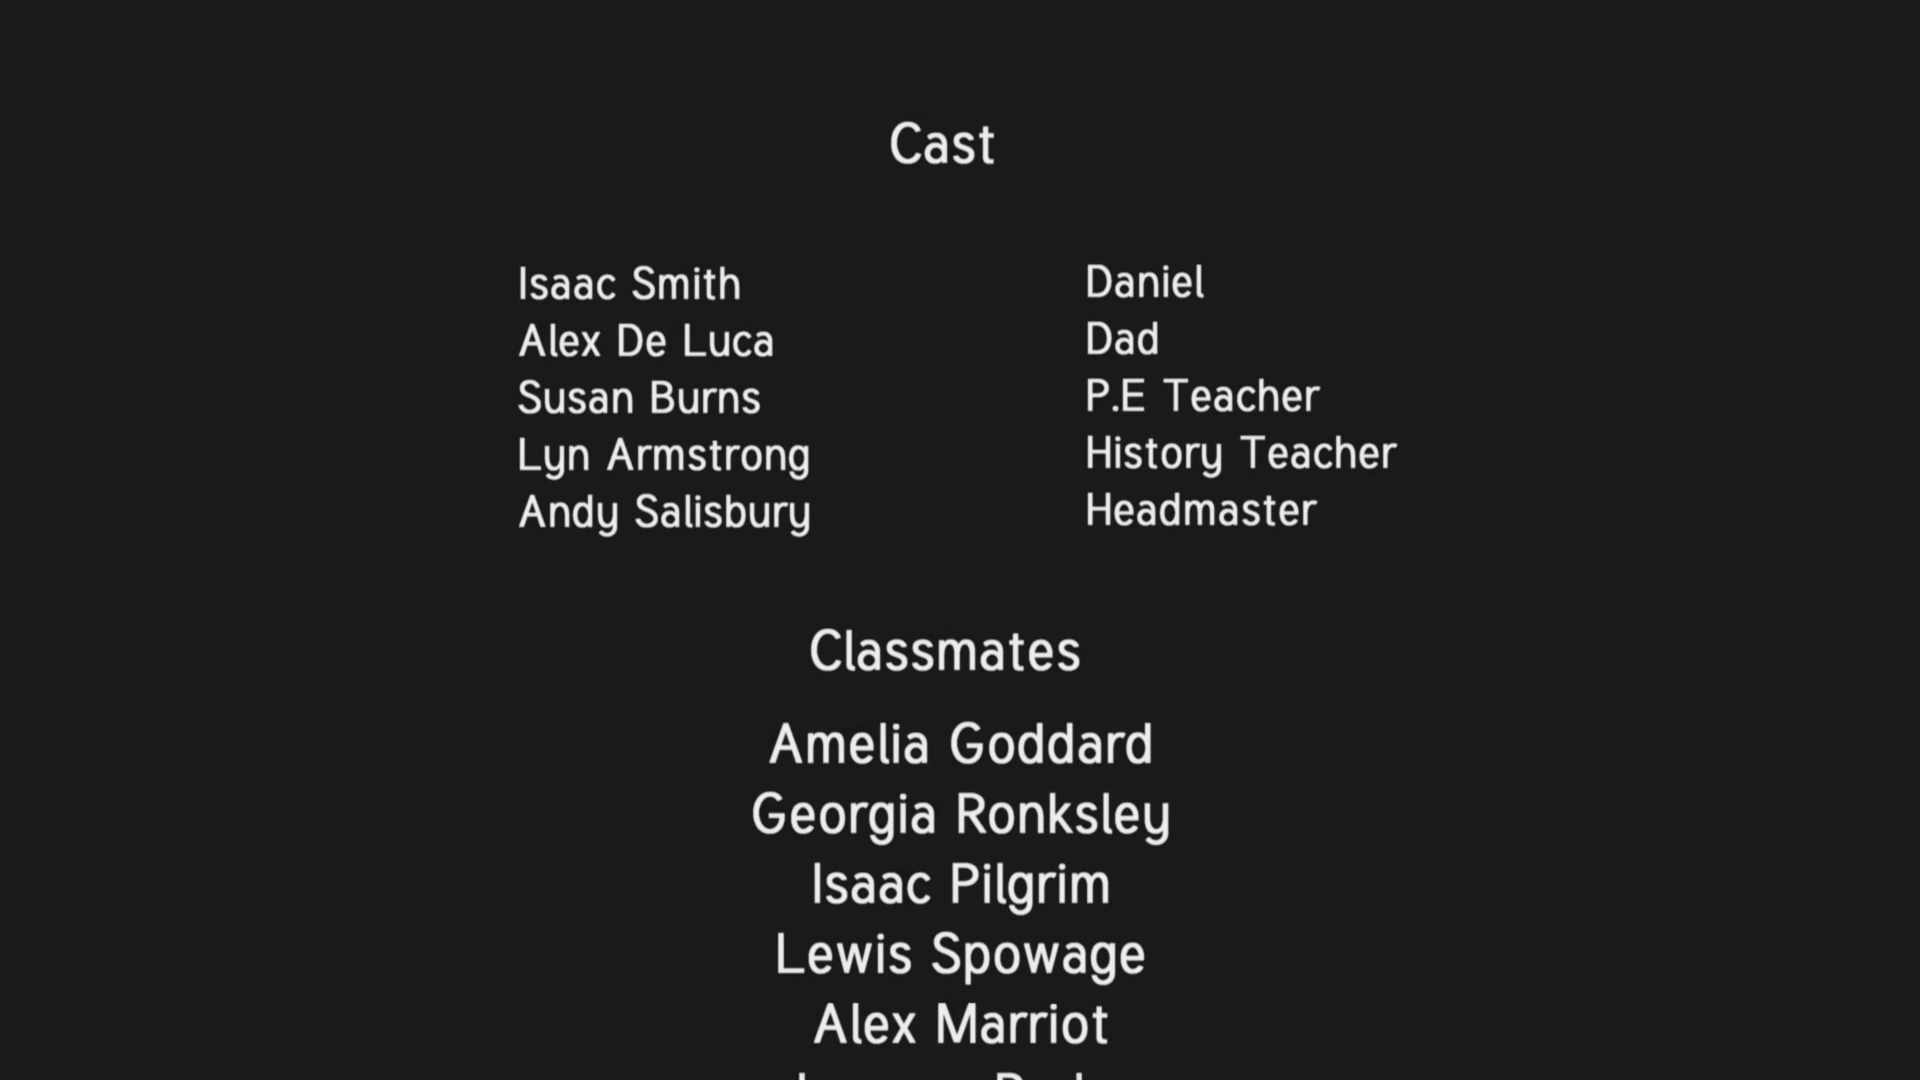 Cast
Isaac Smith Daniel
Alex De Luca Dad
Susan Burns P.E Teacher
Lyn Armstrong History Teacher
Andy Salisbury Headmaster
Classmates
Amelia Goddard
Georgia Ronksley
Isaac Pilgrim
Lewis Spowage
Alex Marriot